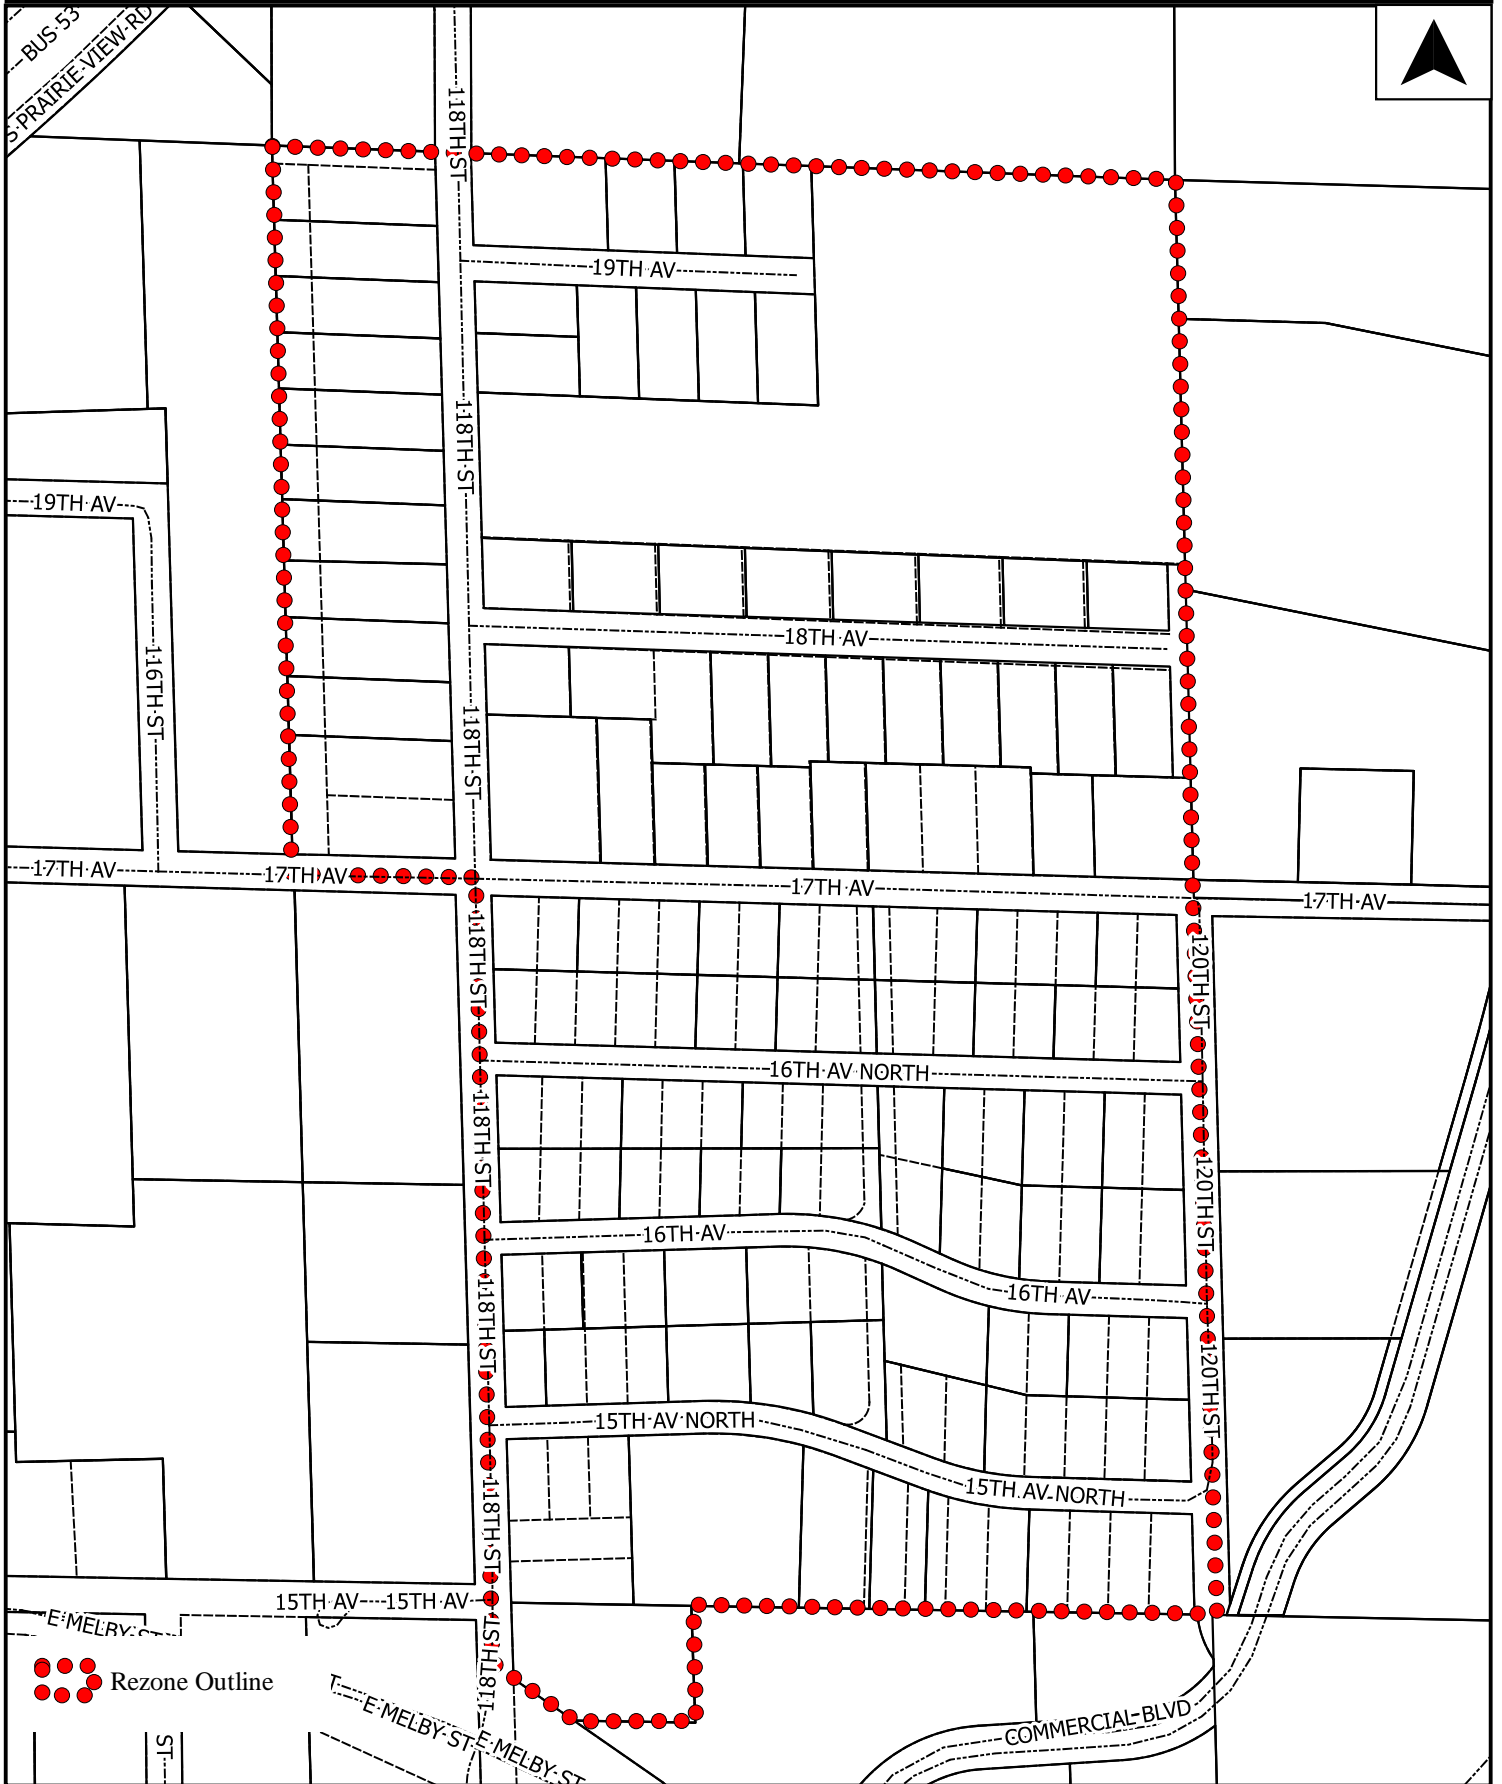 BUS 53
S PRAIRIE VIEW RD
118TH ST
19TH AV
118TH ST
19TH AV
18TH AV
116TH ST
118TH ST
17TH AV
17TH AV
17TH AV
17TH AV
118TH ST
120TH ST
16TH AV NORTH
118TH ST
120TH ST
16TH AV
16TH AV
118TH ST
120TH ST
15TH AV NORTH
15TH AV NORTH
118TH ST
15TH AV
15TH AV
E MELBY ST
118TH ST
Rezone Outline
E MELBY ST
E MELBY ST
COMMERCIAL BLVD
ST